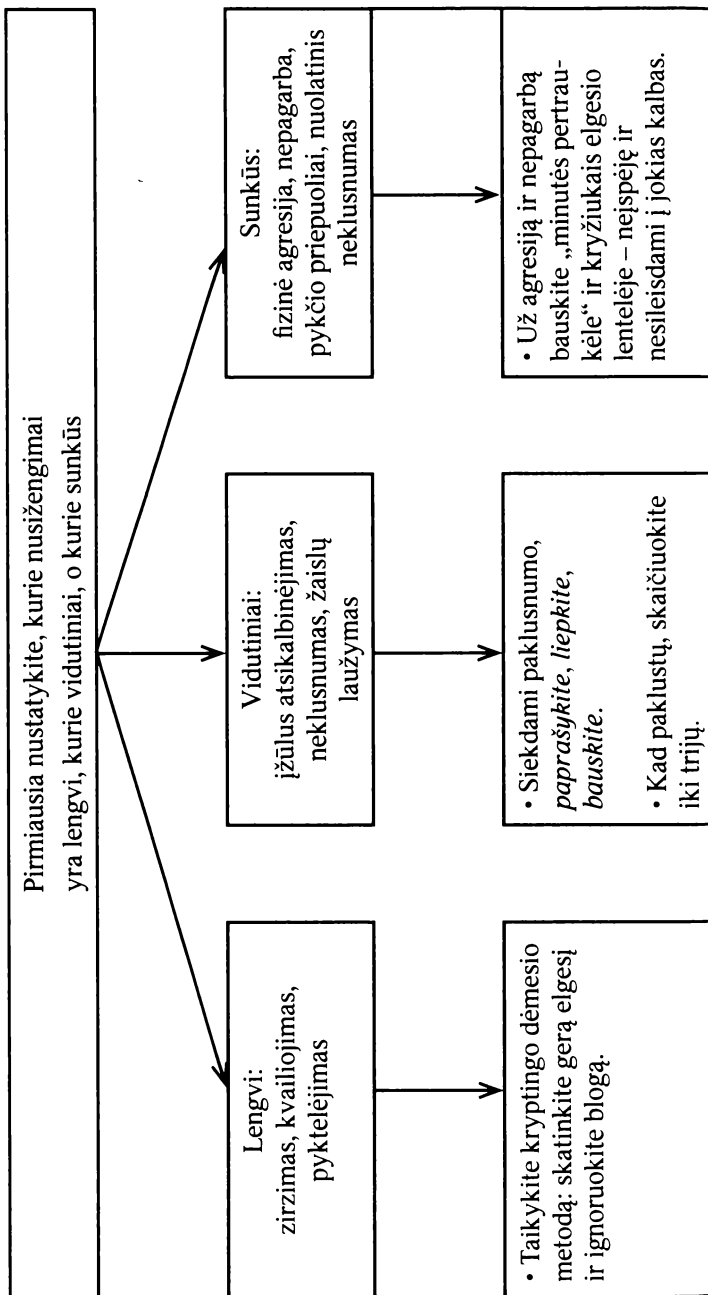 Pirmiausia nustatykite, kurie nusižengimai
yra lengvi, kurie vidutiniai, o kurie sunkūs
Lengvi:
zirzimas, kvailiojimas,
pyktelėjimas
Vidutiniai:
įžūlus atsikalbinėjimas,
neklusnumas, žaislų
laužymas
Sunkūs:
fizinė agresija, nepagarba,
pykčio priepuoliai, nuolatinis
neklusnumas
• Taikykite kryptingo dėmesio
metodą: skatinkite gerą elgesį
ir ignoruokite blogą.
• Siekdami paklusnumo,
paprašykite, liepkite,
bauskite.
• Kad paklustų, skaičiuokite
iki trijų.
• Už agresiją ir nepagarbą
bauskite „minutės pertrau-
kėle“ ir kryžiukais elgesio
lentelėje – neįspėję ir
nesileisdami į jokias kalbas.